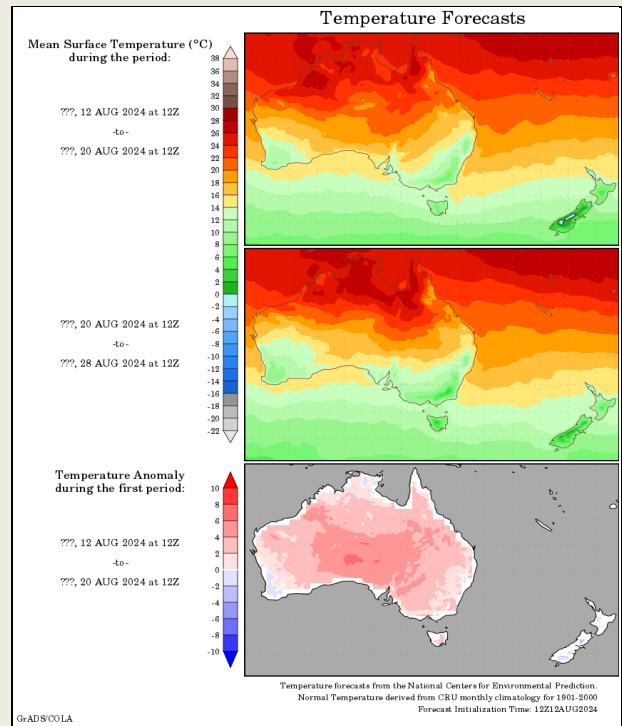 Temperature Forecasts
Mean Surface Temperature (°C)
during the period:
38
36
34
32
30
28
26
24
22
20
18
16
14
12
10
8
6
4
2
0
-2
-4
-6
-8
-10
-12
-14
-16
-18
-20
-22
???, 12 AUG 2024 at 12Z
-to-
???, 20 AUG 2024 at 12Z
???, 20 AUG 2024 at 12Z
-to-
???, 28 AUG 2024 at 12Z
Temperature Anomaly
during the first period:
10
8
6
4
2
0
-2
-4
-6
-8
-10
???, 12 AUG 2024 at 12Z
-to-
???, 20 AUG 2024 at 12Z
Temperature forecasts from the National Centers for Environmental Prediction.
Normal Temperature derived from CRU monthly climatology for 1901-2000
Forecast Initialization Time: 12Z12AUG2024
GrADS/COLA